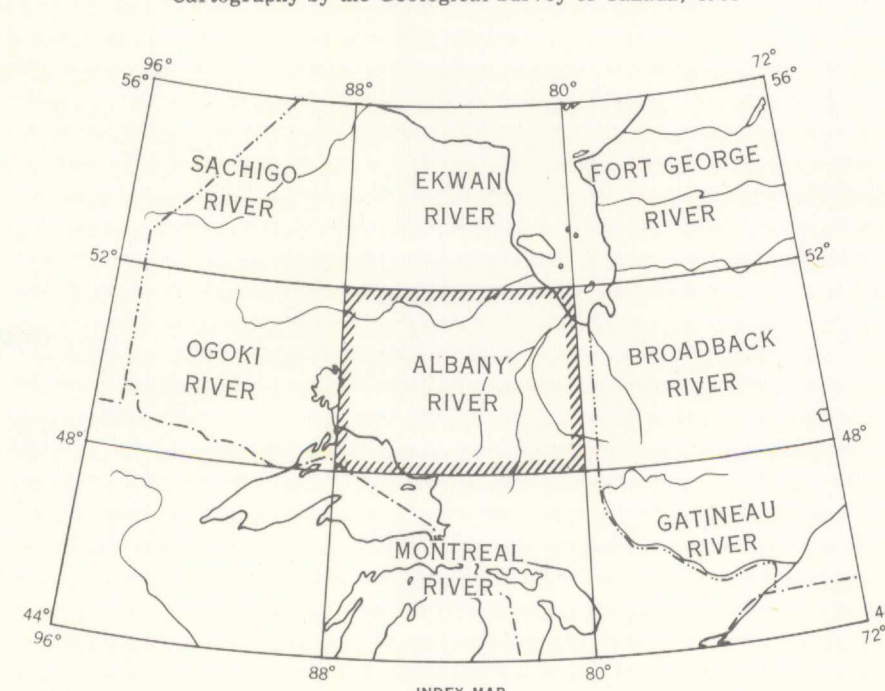 96°
72°
56°
88°
80°
56°
SACHIGO
RIVER
EKWAN
RIVER
FORT GEORGE
RIVER
52°
52°
OGOKI
RIVER
ALBANY
RIVER
BROADBACK
RIVER
48°
48°
GATINEAU
RIVER
MONTREAL
RIVER
44°
96°
72°
88°
80°
INDEX MAP